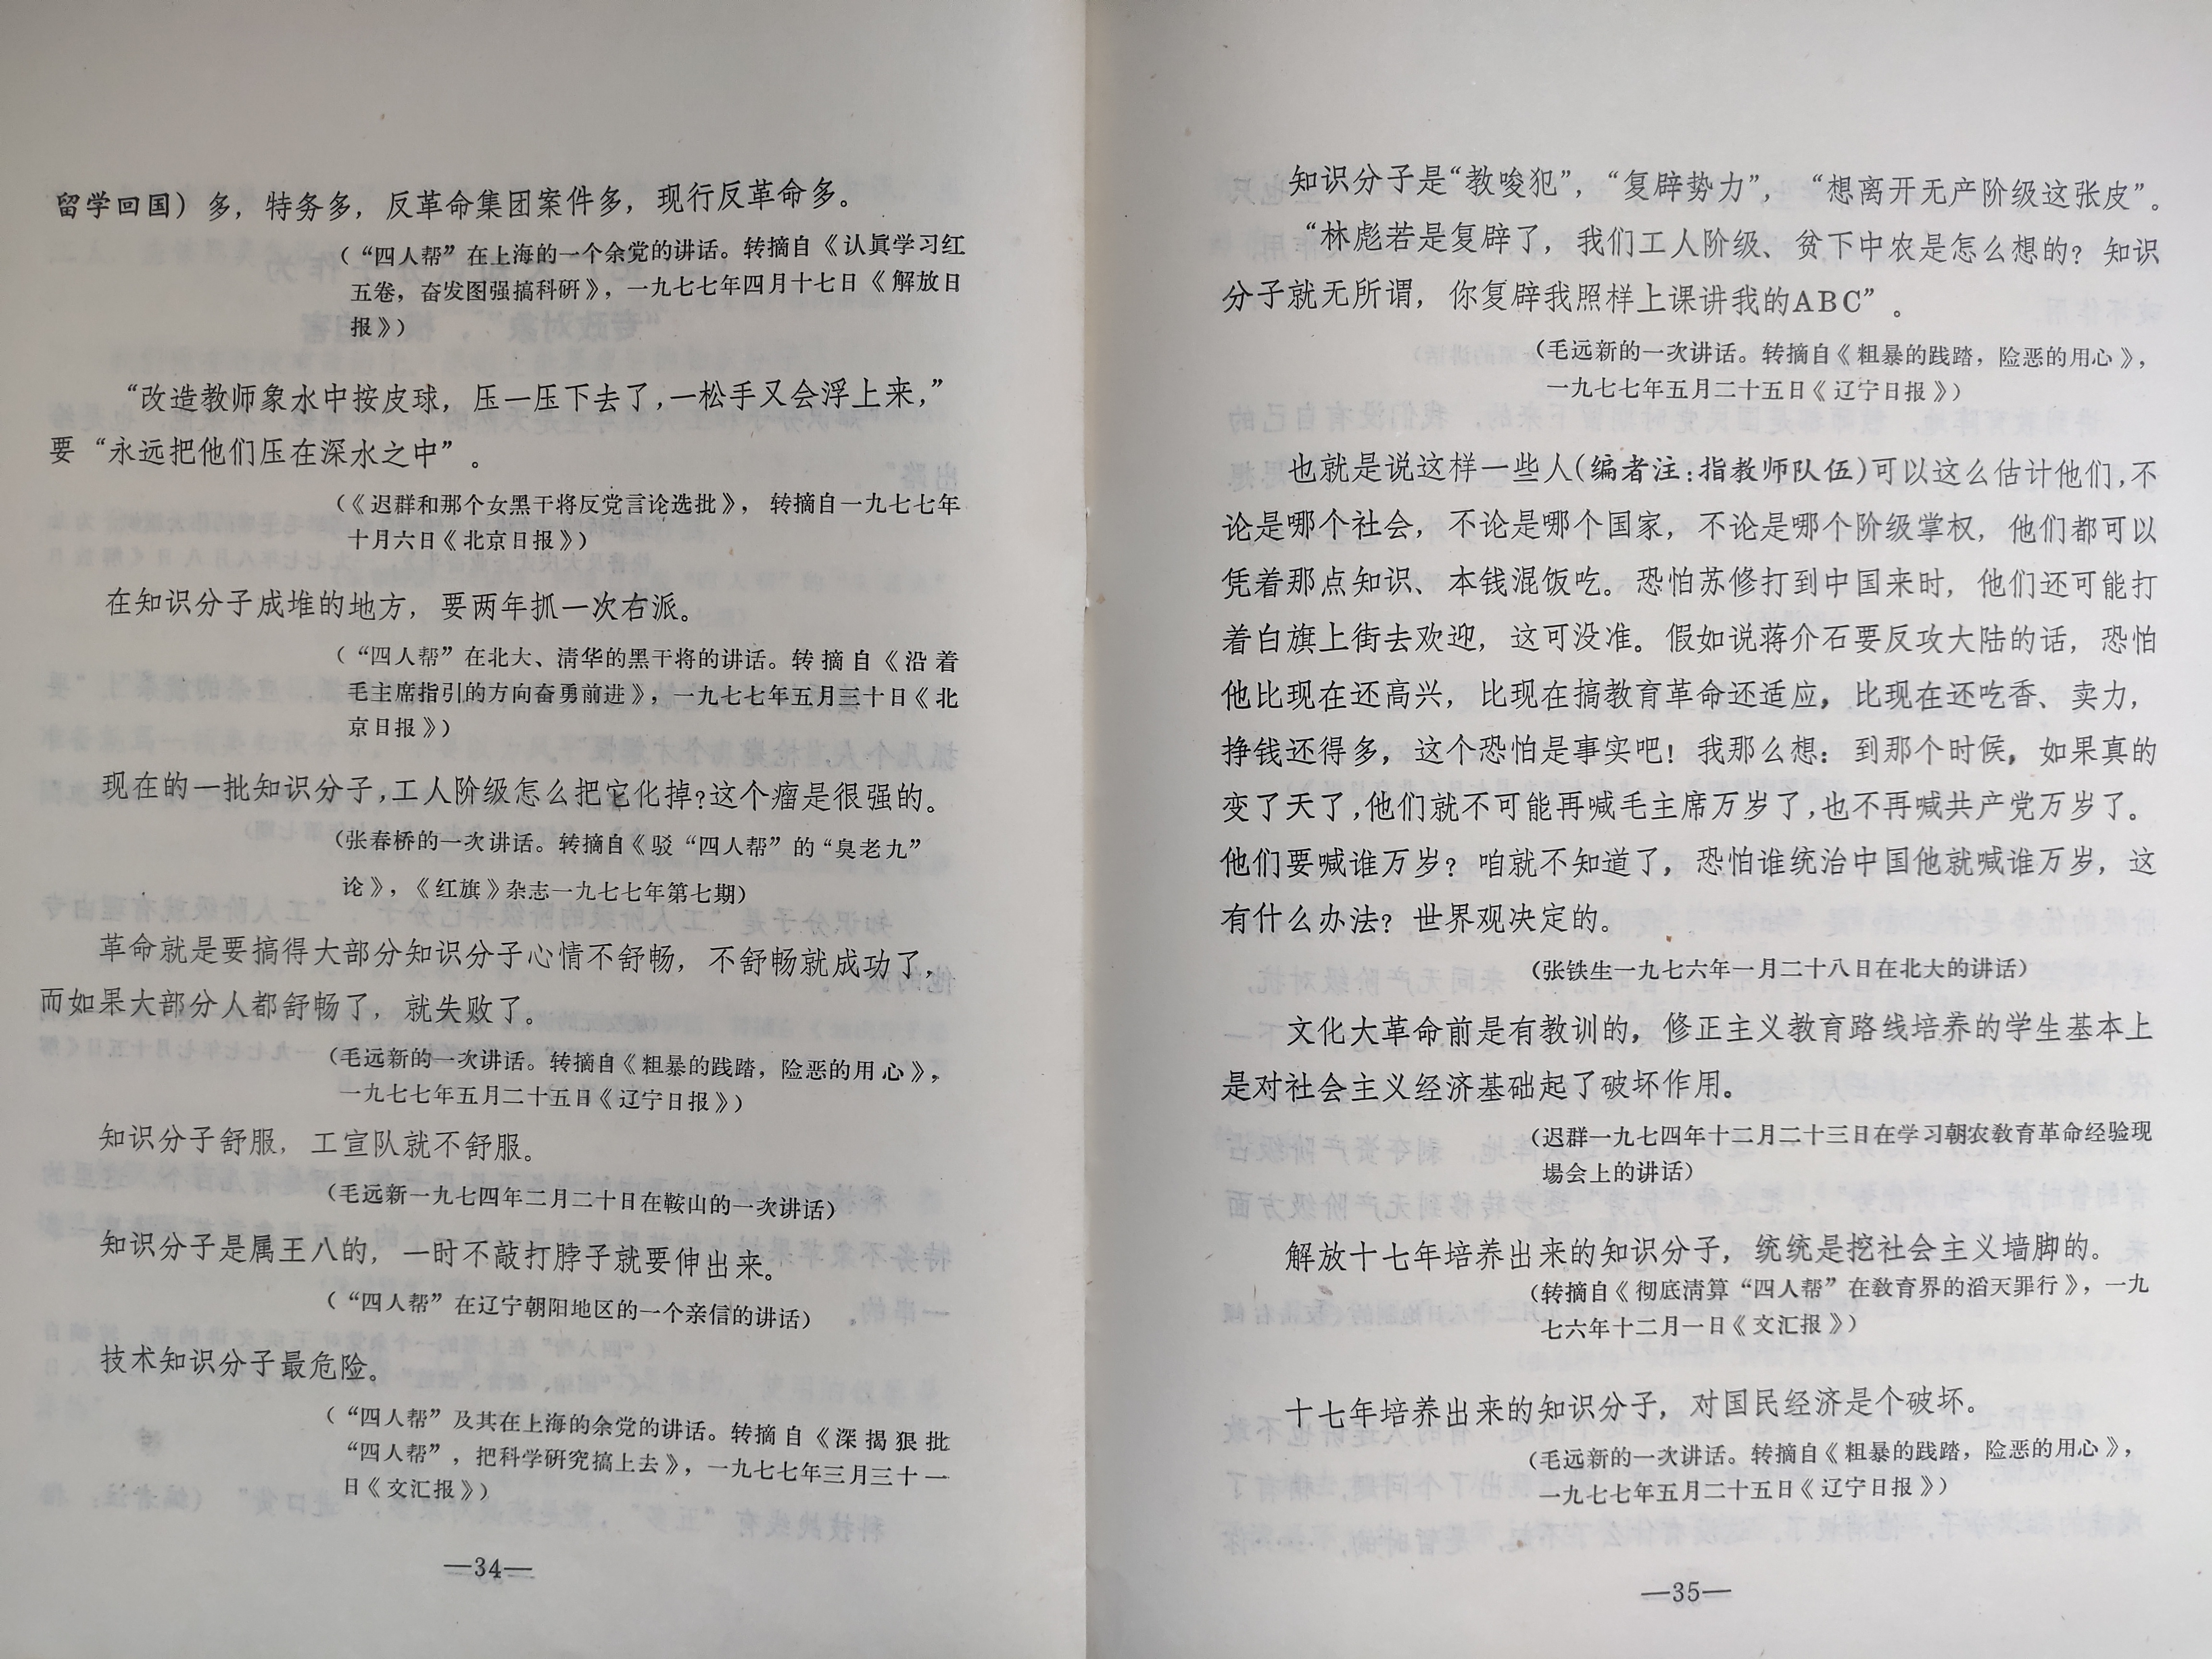 留学回国）多，特务多，反革命集团案件多，现行反革命多。
（“四人帮”在上海的一个余党的讲话。转摘自《认真学习红
五卷，奋发图强搞科研》，一九七七年四月十七日《解放日
报》）
“改造教师象水中按皮球，压一压下去了，一松手又会浮上来，”
要“永远把他们压在深水之中”。
（《迟群和那个女黑干将反党言论选批》，转摘自一九七七年
十月六日《北京日报》）
在知识分子成堆的地方，要两年抓一次右派。
（“四人帮”在北大、清华的黑干将的讲话。转摘自《沿着
毛主席指引的方向奋勇前进》，一九七七年五月三十日《北
京日报》）
现在的一批知识分子，工人阶级怎么把它化掉？这个瘤是很强的。
（张春桥的一次讲话。转摘自《驳“四人帮”的“臭老九”
论》，《红旗》杂志一九七七年第七期）
革命就是要搞得大部分知识分子心情不舒畅，不舒畅就成功了，
而如果大部分人都舒畅了，就失败了。
（毛远新的一次讲话。转摘自《粗暴的践踏，险恶的用心》，
一九七七年五月二十五日《辽宁日报》）
知识分子舒服，工宣队就不舒服。
（毛远新一九七四年二月二十日在鞍山的一次讲话）
知识分子是属王八的，一时不敲打脖子就要伸出来。
（“四人帮”在辽宁朝阳地区的一个亲信的讲话）
技术知识分子最危险。
（“四人帮”及其在上海的余党的讲话。转摘自《深揭狠批
“四人帮”，把科学研究搞上去》，一九七七年三月三十一
日《文汇报》）
—34—
知识分子是“教唆犯”，“复辟势力”，“想离开无产阶级这张皮”。
“林彪若是复辟了，我们工人阶级、贫下中农是怎么想的？知识
分子就无所谓，你复辟我照样上课讲我的ABC”。
（毛远新的一次讲话。转摘自《粗暴的践踏，险恶的用心》，
一九七七年五月二十五日《辽宁日报》）
也就是说这样一些人（编者注：指教师队伍）可以这么估计他们，不
论是哪个社会，不论是哪个国家，不论是哪个阶级掌权，他们都可以
凭着那点知识、本钱混饭吃。恐怕苏修打到中国来时，他们还可能打
着白旗上街去欢迎，这可没准。假如说蒋介石要反攻大陆的话，恐怕
他比现在还高兴，比现在搞教育革命还适应，比现在还吃香、卖力，
挣钱还得多，这个恐怕是事实吧！我那么想：到那个时候，如果真的
变了天了，他们就不可能再喊毛主席万岁了，也不再喊共产党万岁了。
他们要喊谁万岁？咱就不知道了，恐怕谁统治中国他就喊谁万岁，这
有什么办法？世界观决定的。
（张铁生一九七六年一月二十八日在北大的讲话）
文化大革命前是有教训的，修正主义教育路线培养的学生基本上
是对社会主义经济基础起了破坏作用。
（迟群一九七四年十二月二十三日在学习朝农教育革命经验现
場会上的讲话）
解放十七年培养出来的知识分子，统统是挖社会主义墙脚的。
（转摘自《彻底清算“四人帮”在教育界的滔天罪行》，一九
七六年十二月一日《文汇报》）
十七年培养出来的知识分子，对国民经济是个破坏。
（毛远新的一次讲话。转摘自《粗暴的践踏，险恶的用心》，
一九七七年五月二十五日《辽宁日报》）
—35—